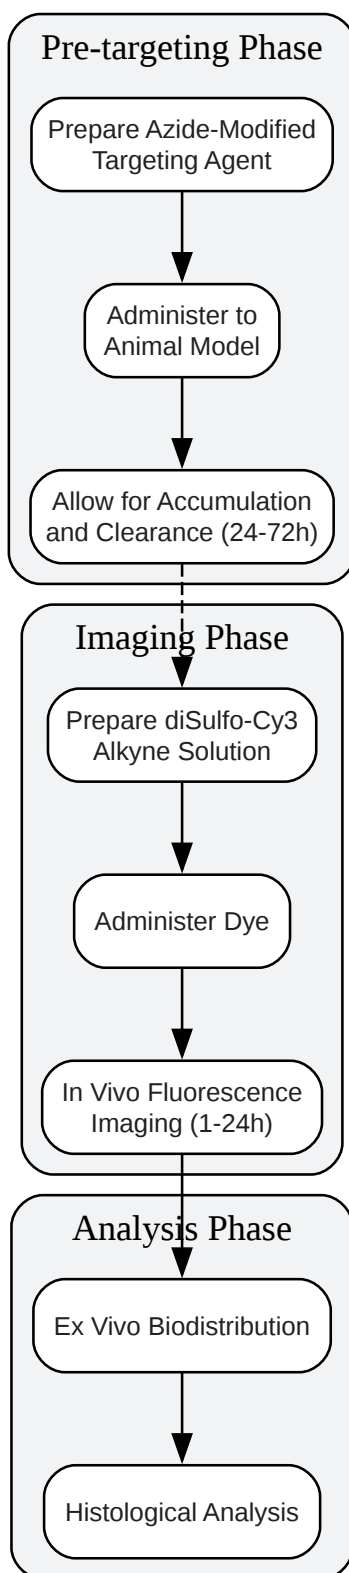 Pre-targeting Phase
Prepare Azide-Modified
Targeting Agent
Administer to
Animal Model
Allow for Accumulation
and Clearance (24-72h)
Imaging Phase
Prepare diSulfo-Cy3
Alkyne Solution
Administer Dye
In Vivo Fluorescence
Imaging (1-24h)
Analysis Phase
Ex Vivo Biodistribution
Histological Analysis